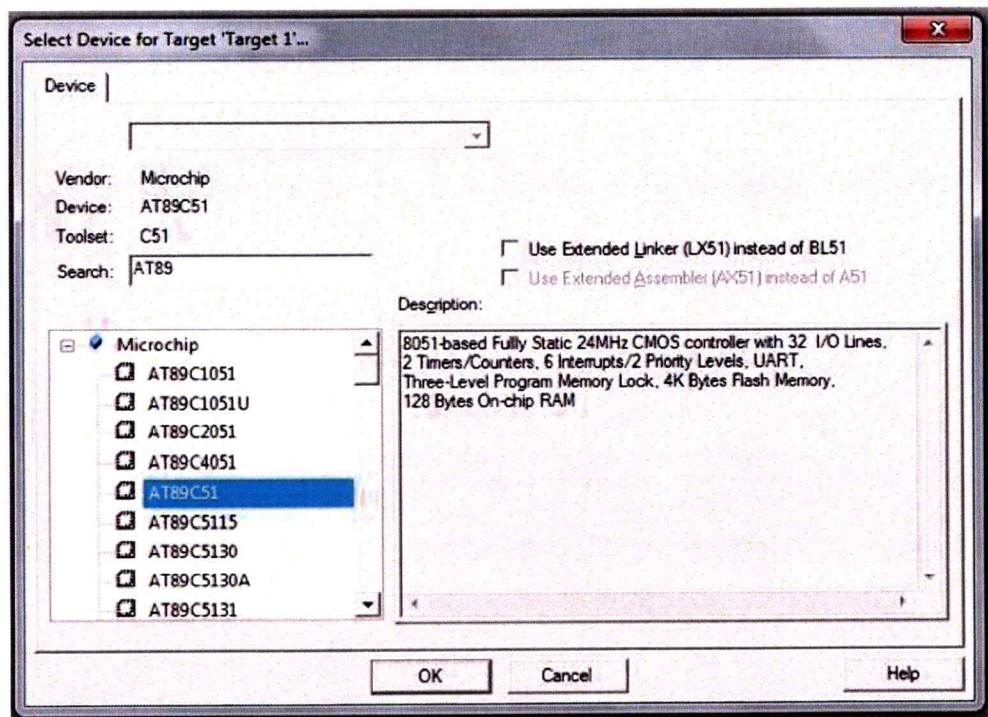 Select Device for Target 'Target 1'...
Device
Vendor: Microchip
Device: AT89C51
Toolset: C51
Search: AT89
Use Extended Linker (LX51) instead of BL51
Use Extended Assembler (AX51) instead of A51
Description:
Microchip
AT89C1051
AT89C1051U
AT89C2051
AT89C4051
AT89C51
AT89C5115
AT89C5130
AT89C5130A
AT89C5131
8051-based Fully Static 24MHz CMOS controller with 32 I/O Lines,
2 Timers/Counters, 6 Interrupts/2 Priority Levels, UART,
Three-Level Program Memory Lock, 4K Bytes Flash Memory,
128 Bytes On-chip RAM
OK
Cancel
Help